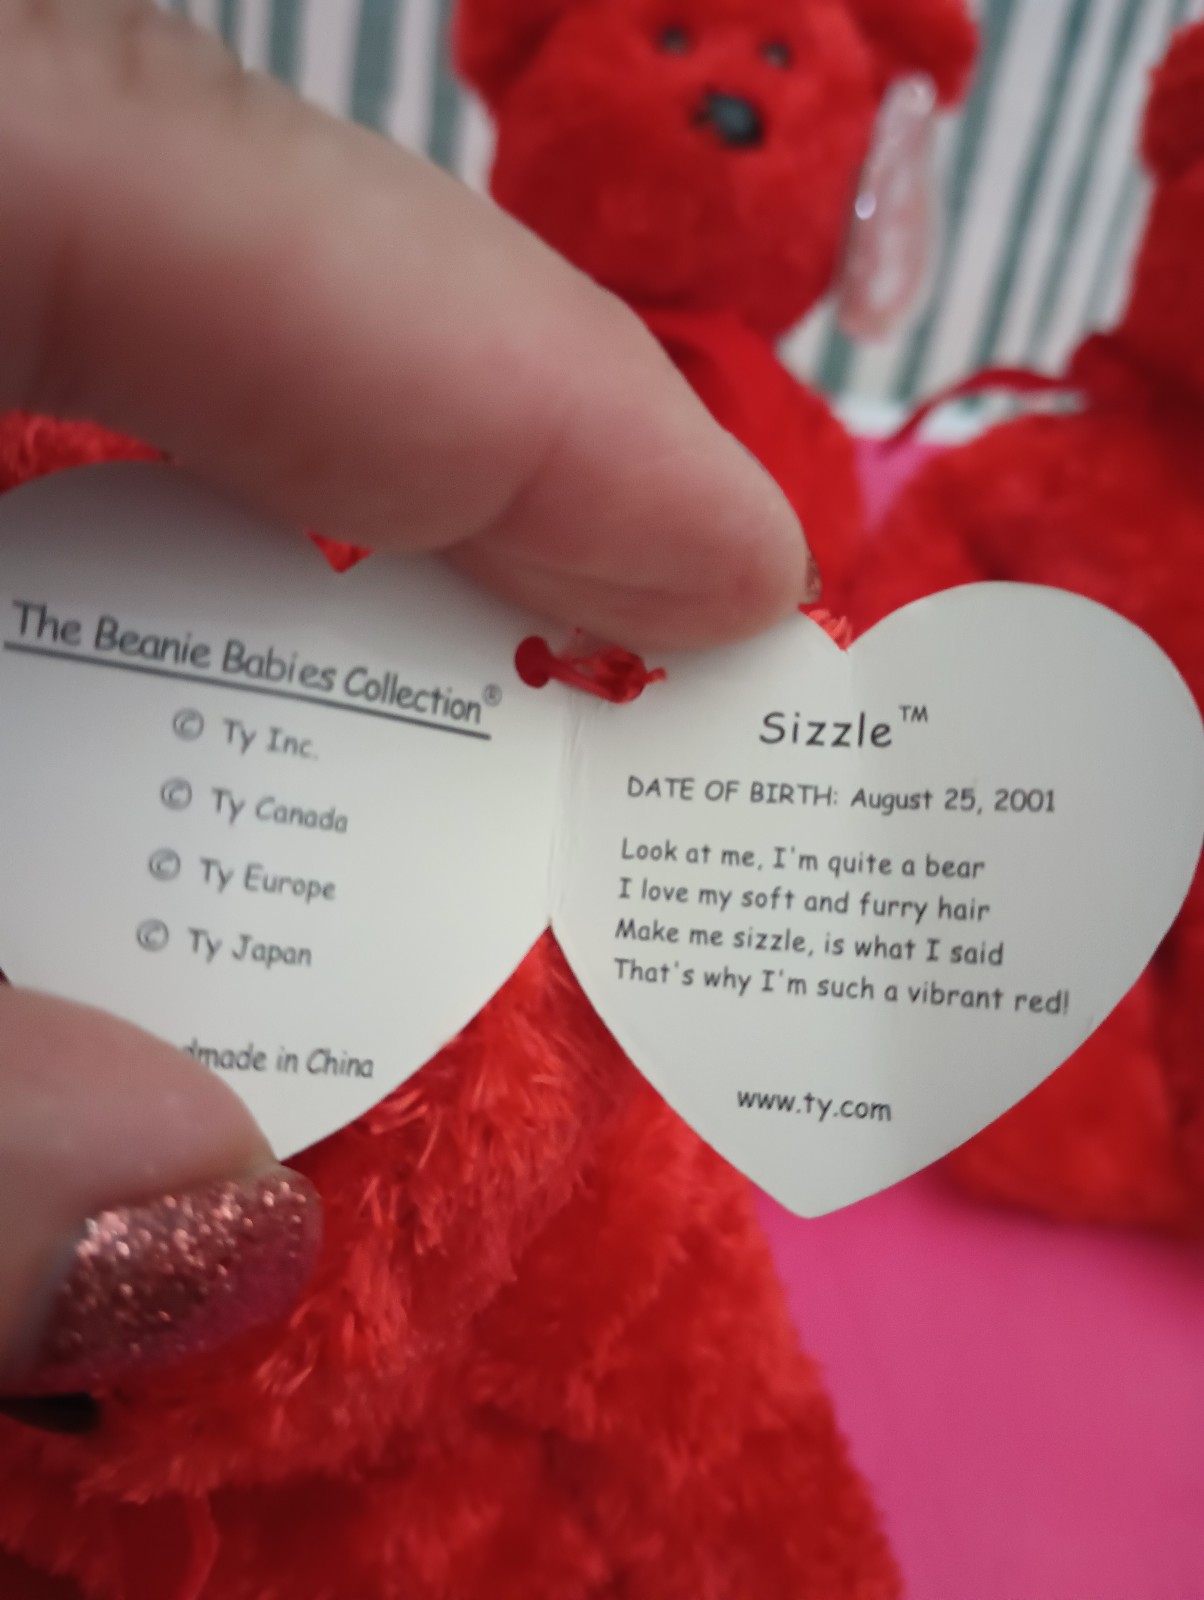 The Beanie Babies Collection®
© Ty Inc.
© Ty Canada
© Ty Europe
© Ty Japan
in China
Sizzle™
DATE OF BIRTH: August 25, 2001
Look at me, I'm quite a bear
I love my soft and furry hair
Make me sizzle, is what I said
That's why I'm such a vibrant red!
www.ty.com